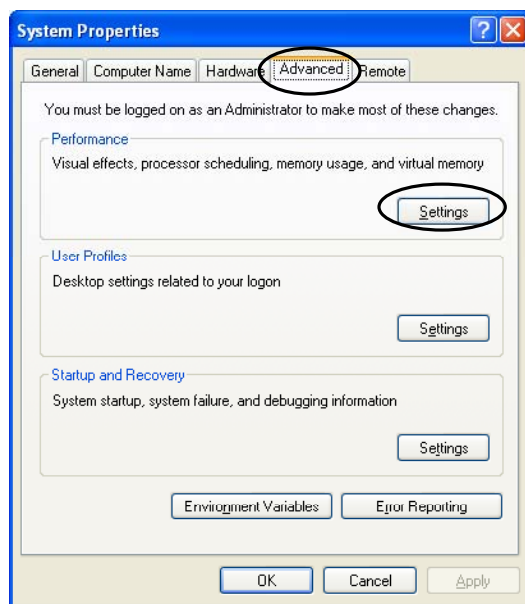 System Properties
General Computer Name Hardware Advanced Remote
You must be logged on as an Administrator to make most of these changes.
Performance
Visual effects, processor scheduling, memory usage, and virtual memory
Settings
User Profiles
Desktop settings related to your logon
Settings
Startup and Recovery
System startup, system failure, and debugging information
Settings
Environment Variables Error Reporting
OK Cancel Apply